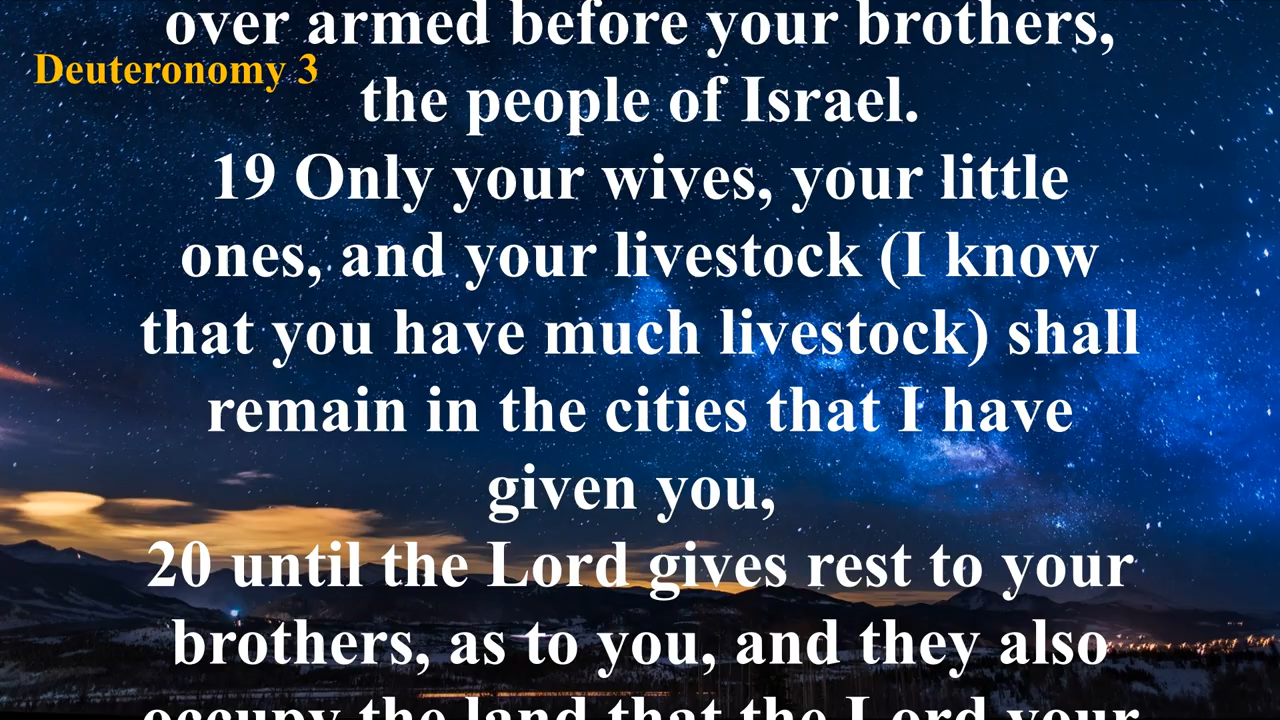 over armed before your brothers,
Deuteronomy 3
the people of Israel.
19 Only your wives, your little
ones, and your livestock (I know
that you have much livestock) shall
remain in the cities that I have
given you,
20 until the Lord gives rest to your
brothers, as to you, and they also
occupy the land that the Lord your